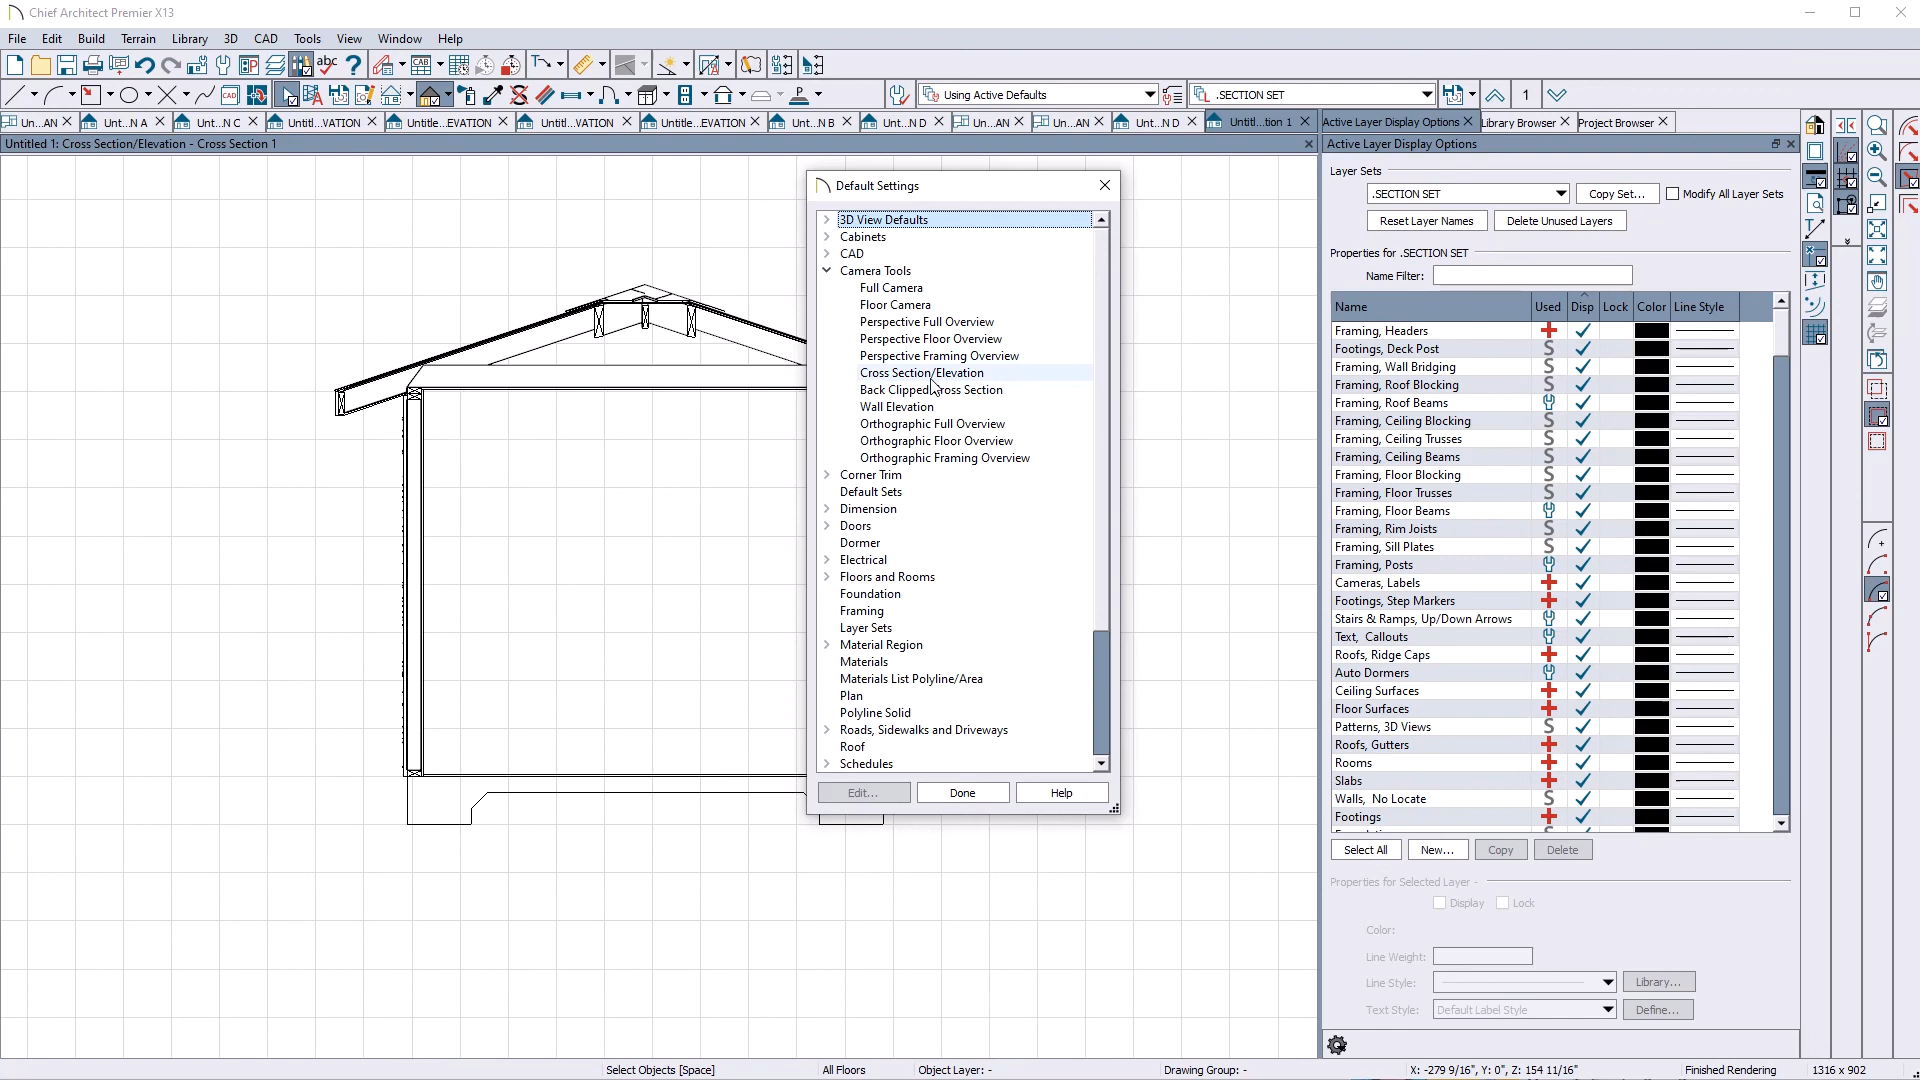 Chief Architect Premier X13
File Edit Build Terrain Library 3D CAD Tools View Window Help
CAB
abc
CAD
Using Active Defaults
.SECTION SET
1
Un...AN
Unt...N A
Unt...N C
Untitl...VATION
Untitle...EVATION
Untitl...VATION
Untitle...EVATION
Unt...N B
Unt...N D
Un...AN
Un...AN
Unt...N D
Untitl...tion 1
Active Layer Display Options
Library Browser
Project Browser
Untitled 1: Cross Section/Elevation - Cross Section 1
Active Layer Display Options
Default Settings
3D View Defaults
Cabinets
CAD
Camera Tools
Full Camera
Floor Camera
Perspective Full Overview
Perspective Floor Overview
Perspective Framing Overview
Cross Section/Elevation
Back Clipped Cross Section
Wall Elevation
Orthographic Full Overview
Orthographic Floor Overview
Orthographic Framing Overview
Corner Trim
Default Sets
Dimension
Doors
Dormer
Electrical
Floors and Rooms
Foundation
Framing
Layer Sets
Material Region
Materials
Materials List Polyline/Area
Plan
Polyline Solid
Roads, Sidewalks and Driveways
Roof
Schedules
Edit... Done Help
Layer Sets
.SECTION SET Copy Set... Modify All Layer Sets
Reset Layer Names Delete Unused Layers
Properties for .SECTION SET
Name Filter:
Name Used Disp Lock Color Line Style
Framing, Headers
Footings, Deck Post S
Framing, Wall Bridging S
Framing, Roof Blocking S
Framing, Roof Beams
Framing, Ceiling Blocking S
Framing, Ceiling Trusses S
Framing, Ceiling Beams S
Framing, Floor Blocking S
Framing, Floor Trusses S
Framing, Floor Beams
Framing, Rim Joists S
Framing, Sill Plates S
Framing, Posts
Cameras, Labels
Footings, Step Markers
Stairs & Ramps, Up/Down Arrows
Text, Callouts
Roofs, Ridge Caps
Auto Dormers
Ceiling Surfaces
Floor Surfaces
Patterns, 3D Views S
Roofs, Gutters
Rooms
Slabs
Walls, No Locate S
Footings
Select All New... Copy Delete
Properties for Selected Layer -
Display Lock
Color:
Line Weight:
Line Style: Library...
Text Style: Default Label Style Define...
Select Objects [Space] All Floors Object Layer: - Drawing Group: - X: -279 9/16", Y: 0", Z: 154 11/16" Finished Rendering 1316 x 902